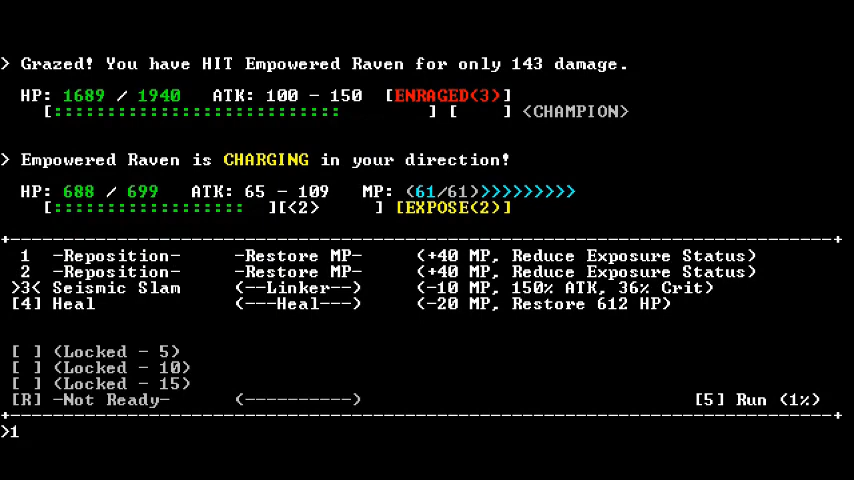 > Grazed! You have HIT Empowered Raven for only 143 damage.
HP: 1689 / 1940   ATK: 100 - 150  [ENRAGED(3)]
[:::::::::::::::::::::::::::         ] [    ] <CHAMPION>
> Empowered Raven is CHARGING in your direction!
HP: 688 / 699   ATK: 65 - 109   MP: (61/61)>>>>>>>>>
[::::::::::::::::::  ][<2>     ] [EXPOSE(2)]
+-------------------------------------------------------------------------------+
1  -Reposition-     -Restore MP-     (+40 MP, Reduce Exposure Status)
2  -Reposition-     -Restore MP-     (+40 MP, Reduce Exposure Status)
>3< Seismic Slam     (--Linker---)     (-10 MP, 150% ATK, 36% Crit)
[4] Heal             (---Heal----)     (-20 MP, Restore 612 HP)
[ ] (Locked - 5)
[ ] (Locked - 10)
[ ] (Locked - 15)
[R] -Not Ready-      (-----------)                                [5] Run (1%)
+-------------------------------------------------------------------------------+
>1